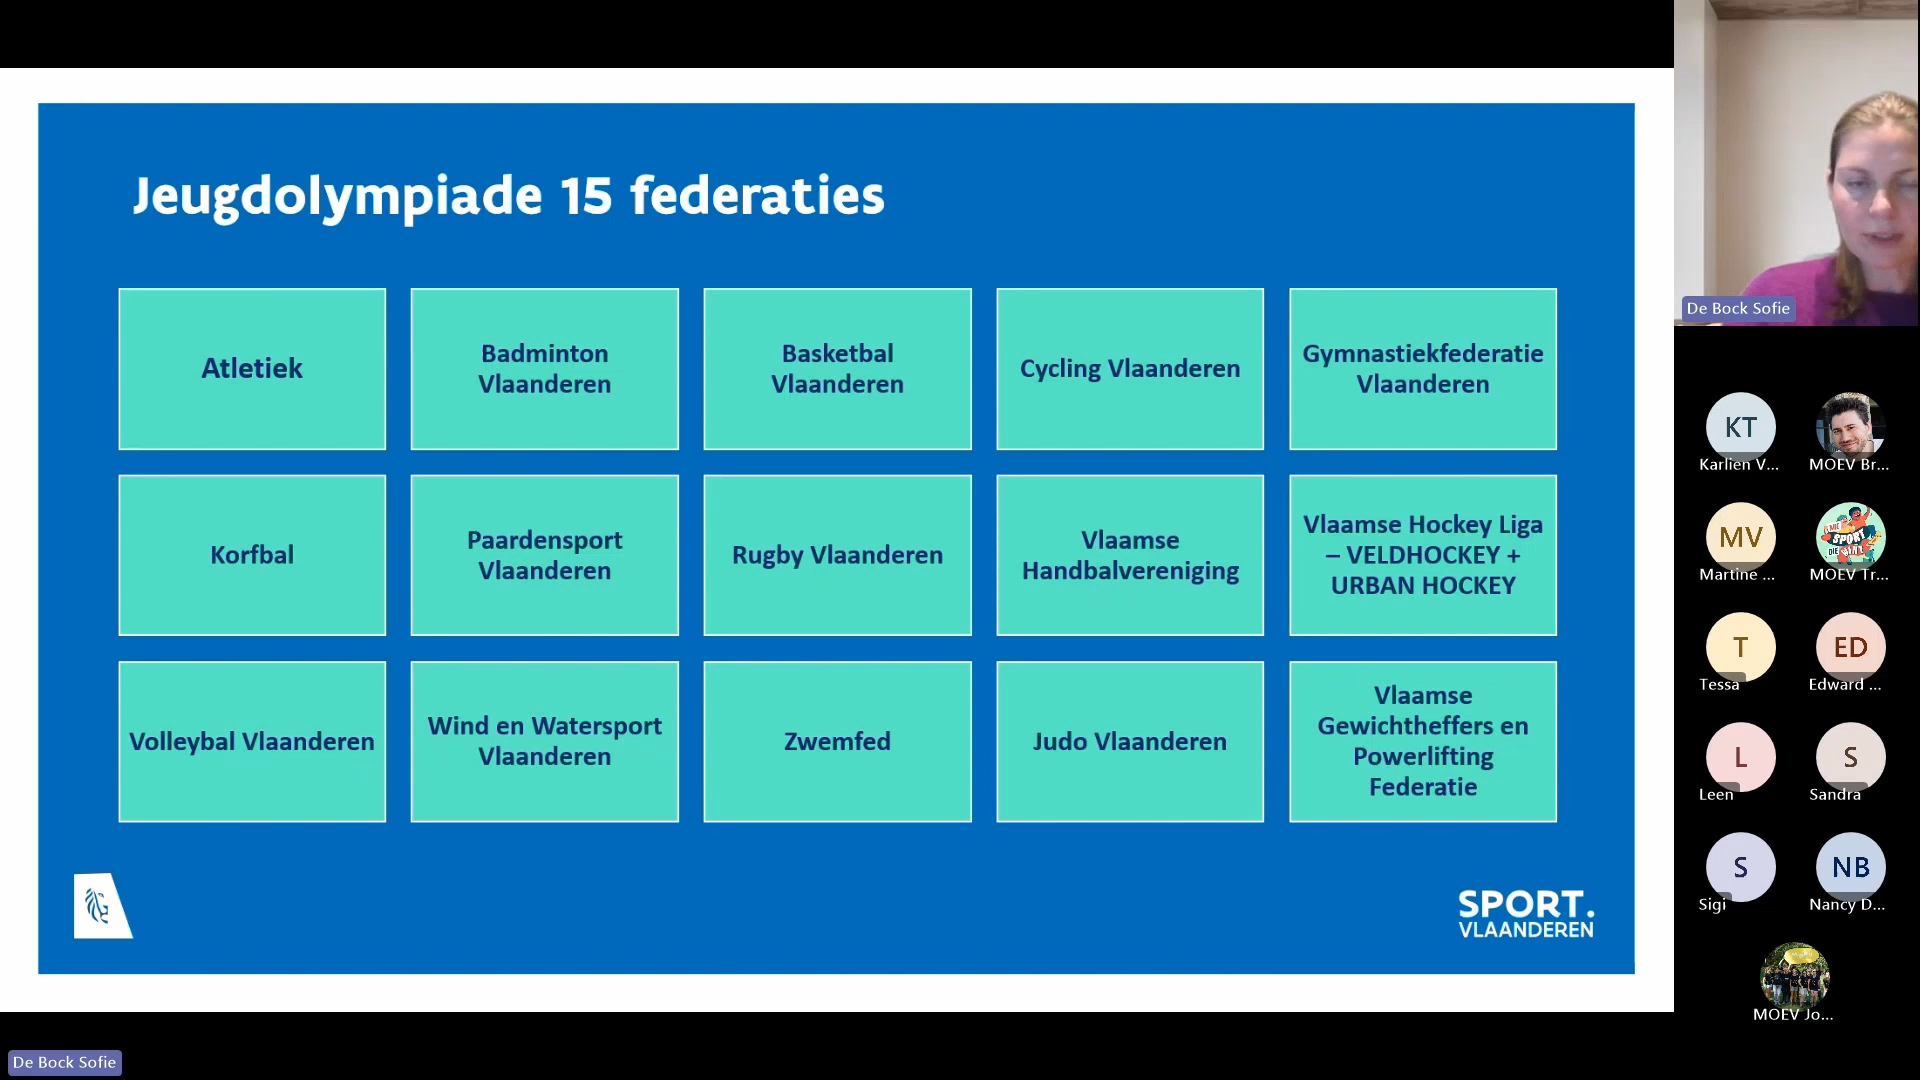 Jeugdolympiade 15 federaties
Atletiek
Badminton
Vlaanderen
Basketbal
Vlaanderen
Cycling Vlaanderen
Gymnastiekfederatie
Vlaanderen
Korfbal
Paardensport
Vlaanderen
Rugby Vlaanderen
Vlaamse
Handbalvereniging
Vlaamse Hockey Liga
– VELDHOCKEY +
URBAN HOCKEY
Volleybal Vlaanderen
Wind en Watersport
Vlaanderen
Zwemfed
Judo Vlaanderen
Vlaamse
Gewichtheffers en
Powerlifting
Federatie
SPORT.
VLAANDEREN
De Bock Sofie
De Bock Sofie
KT
Karlien V...
MOEV Br...
MV
Martine ...
SPORT
DIE
MOEV Tr...
T
Tessa
ED
Edward ...
L
Leen
S
Sandra
S
Sigi
NB
Nancy D...
MOEV Jo...